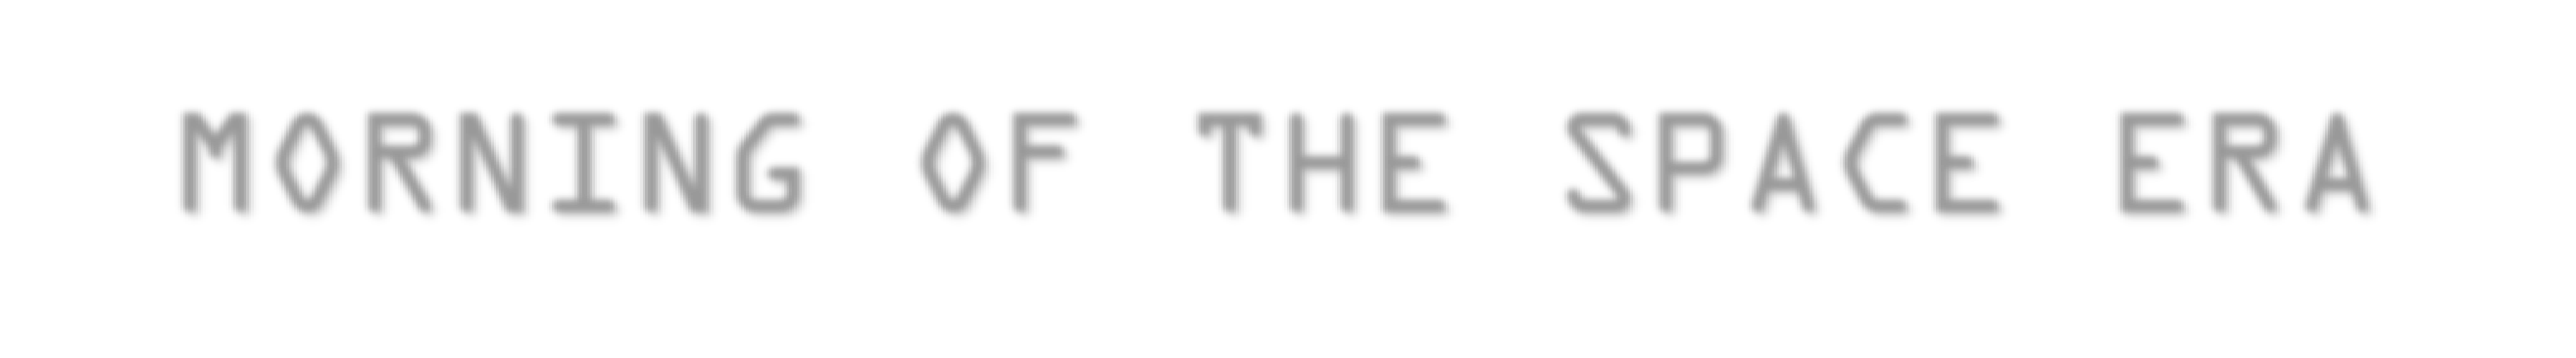 MORNING OF THE SPACE ERA